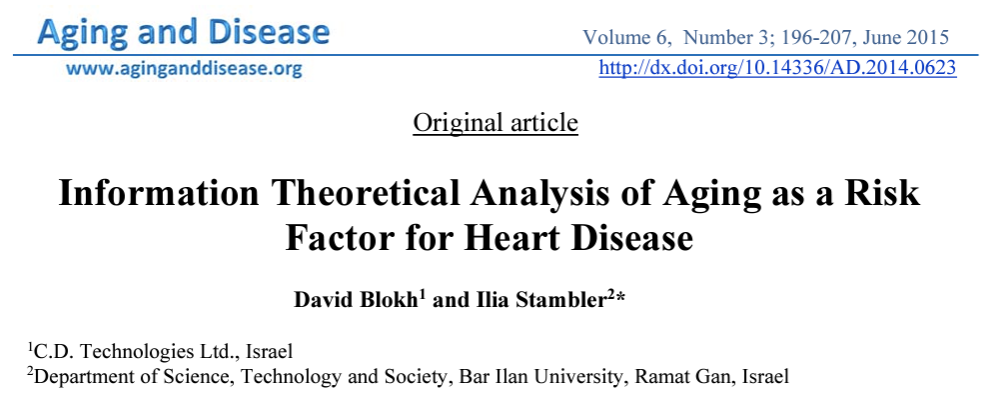 Aging and Disease
Volume 6, Number 3; 196-207, June 2015
www.aginganddisease.org
http://dx.doi.org/10.14336/AD.2014.0623
Original article
Information Theoretical Analysis of Aging as a Risk
Factor for Heart Disease
David Blokh¹ and Ilia Stambler²*
¹C.D. Technologies Ltd., Israel
²Department of Science, Technology and Society, Bar Ilan University, Ramat Gan, Israel